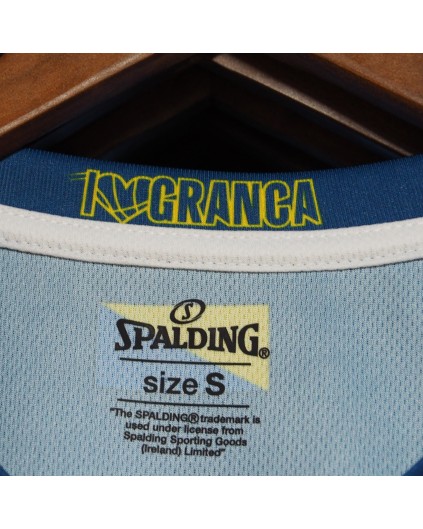 I ♥ GRANCA
S
SPALDING®
size S
"The SPALDING® trademark is
used under license from
Spalding Sporting Goods
(Ireland) Limited"